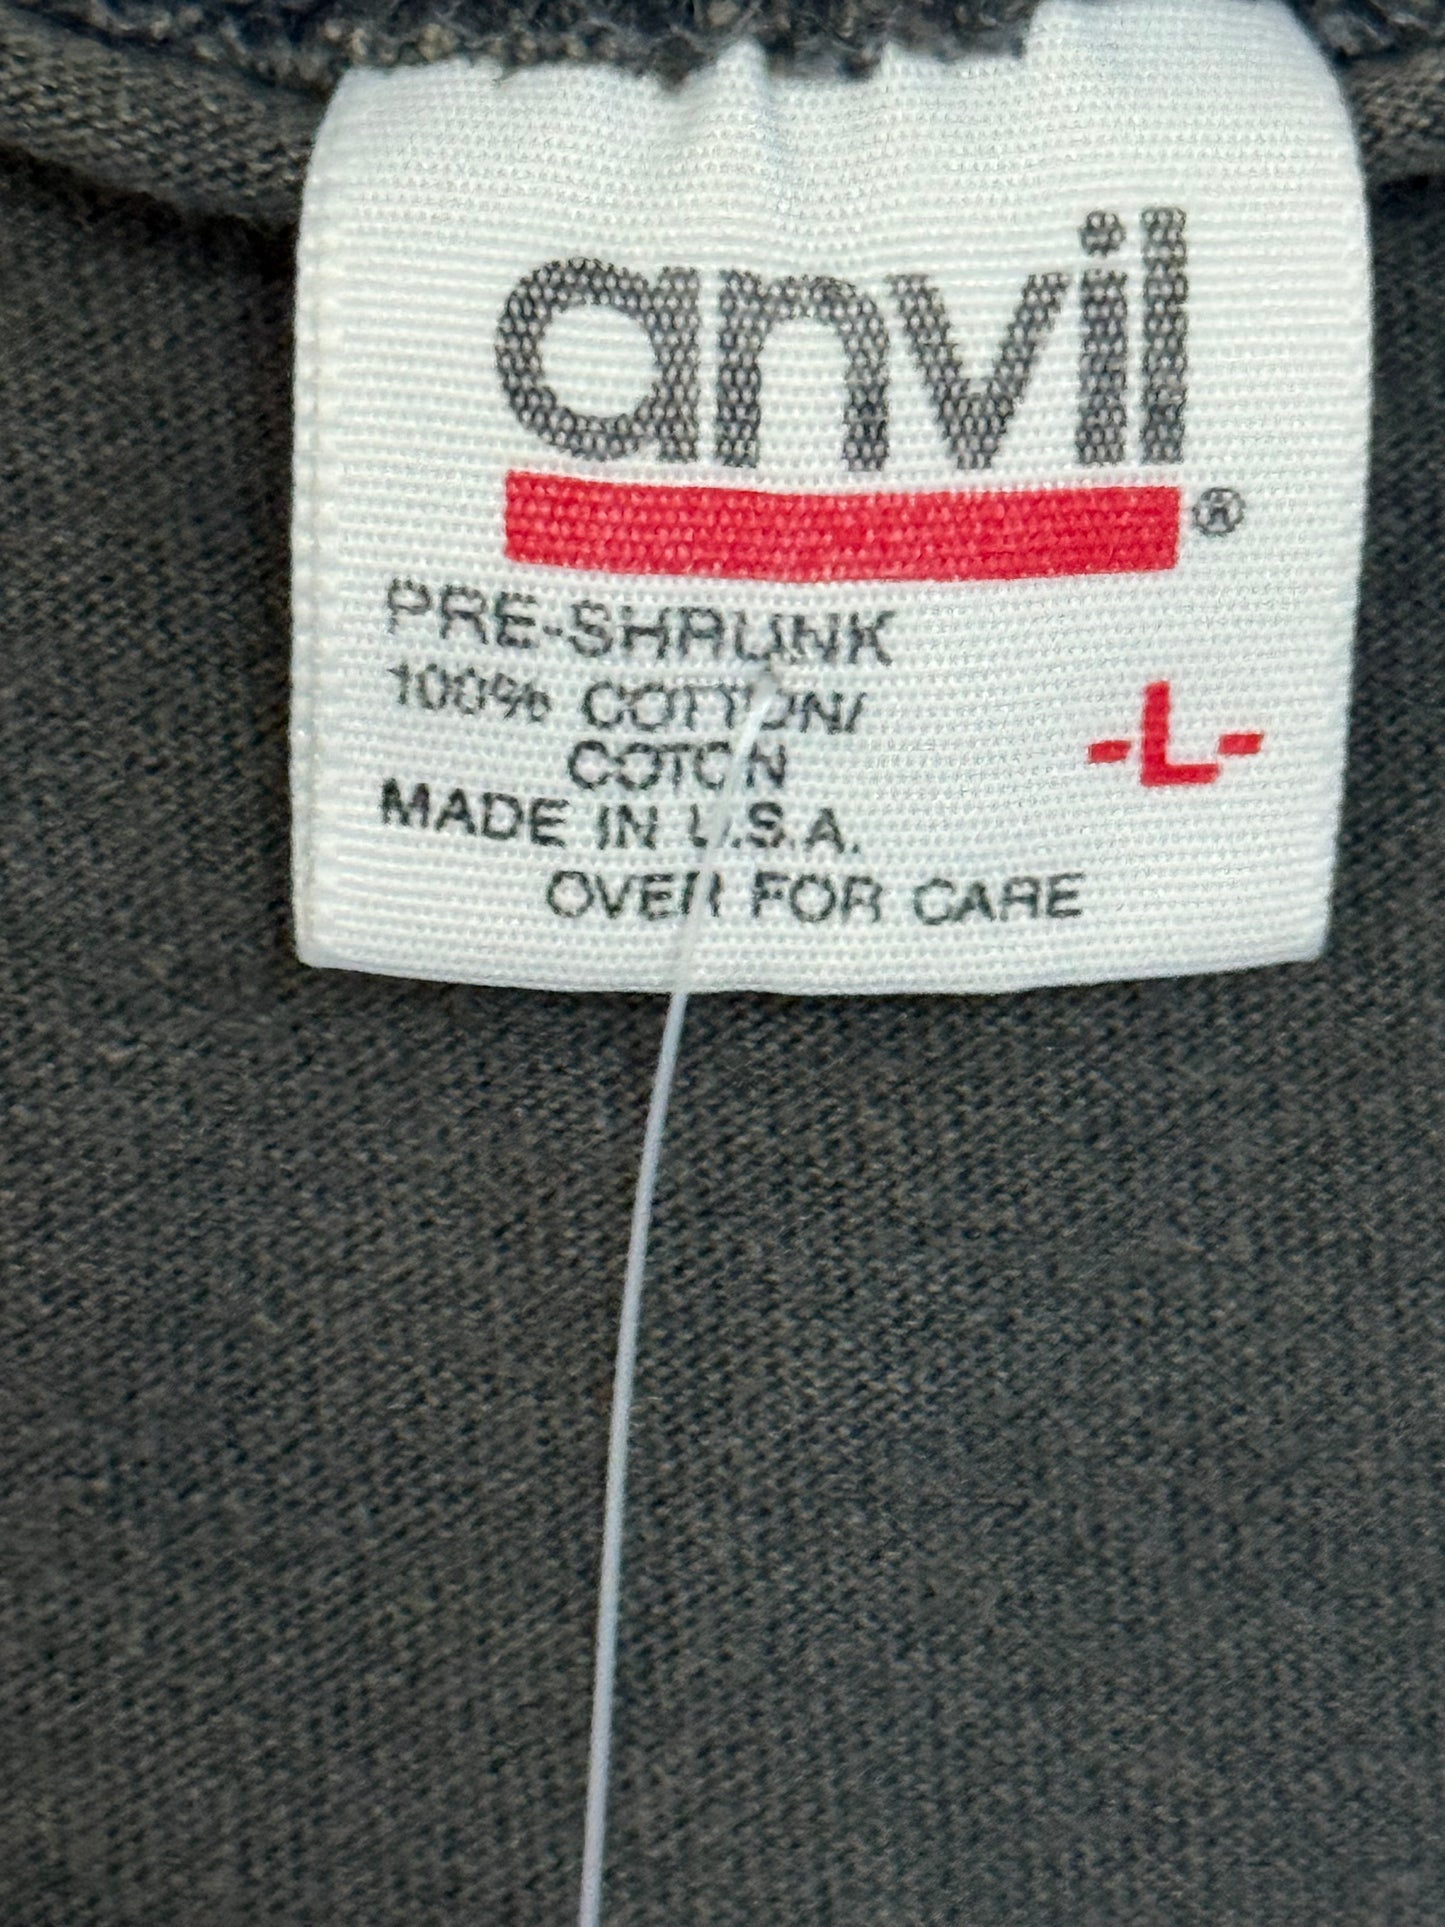 anvil
®
PRE-SHRUNK
100% COTTON/
COTON
-L-
MADE IN U.S.A.
OVER FOR CARE